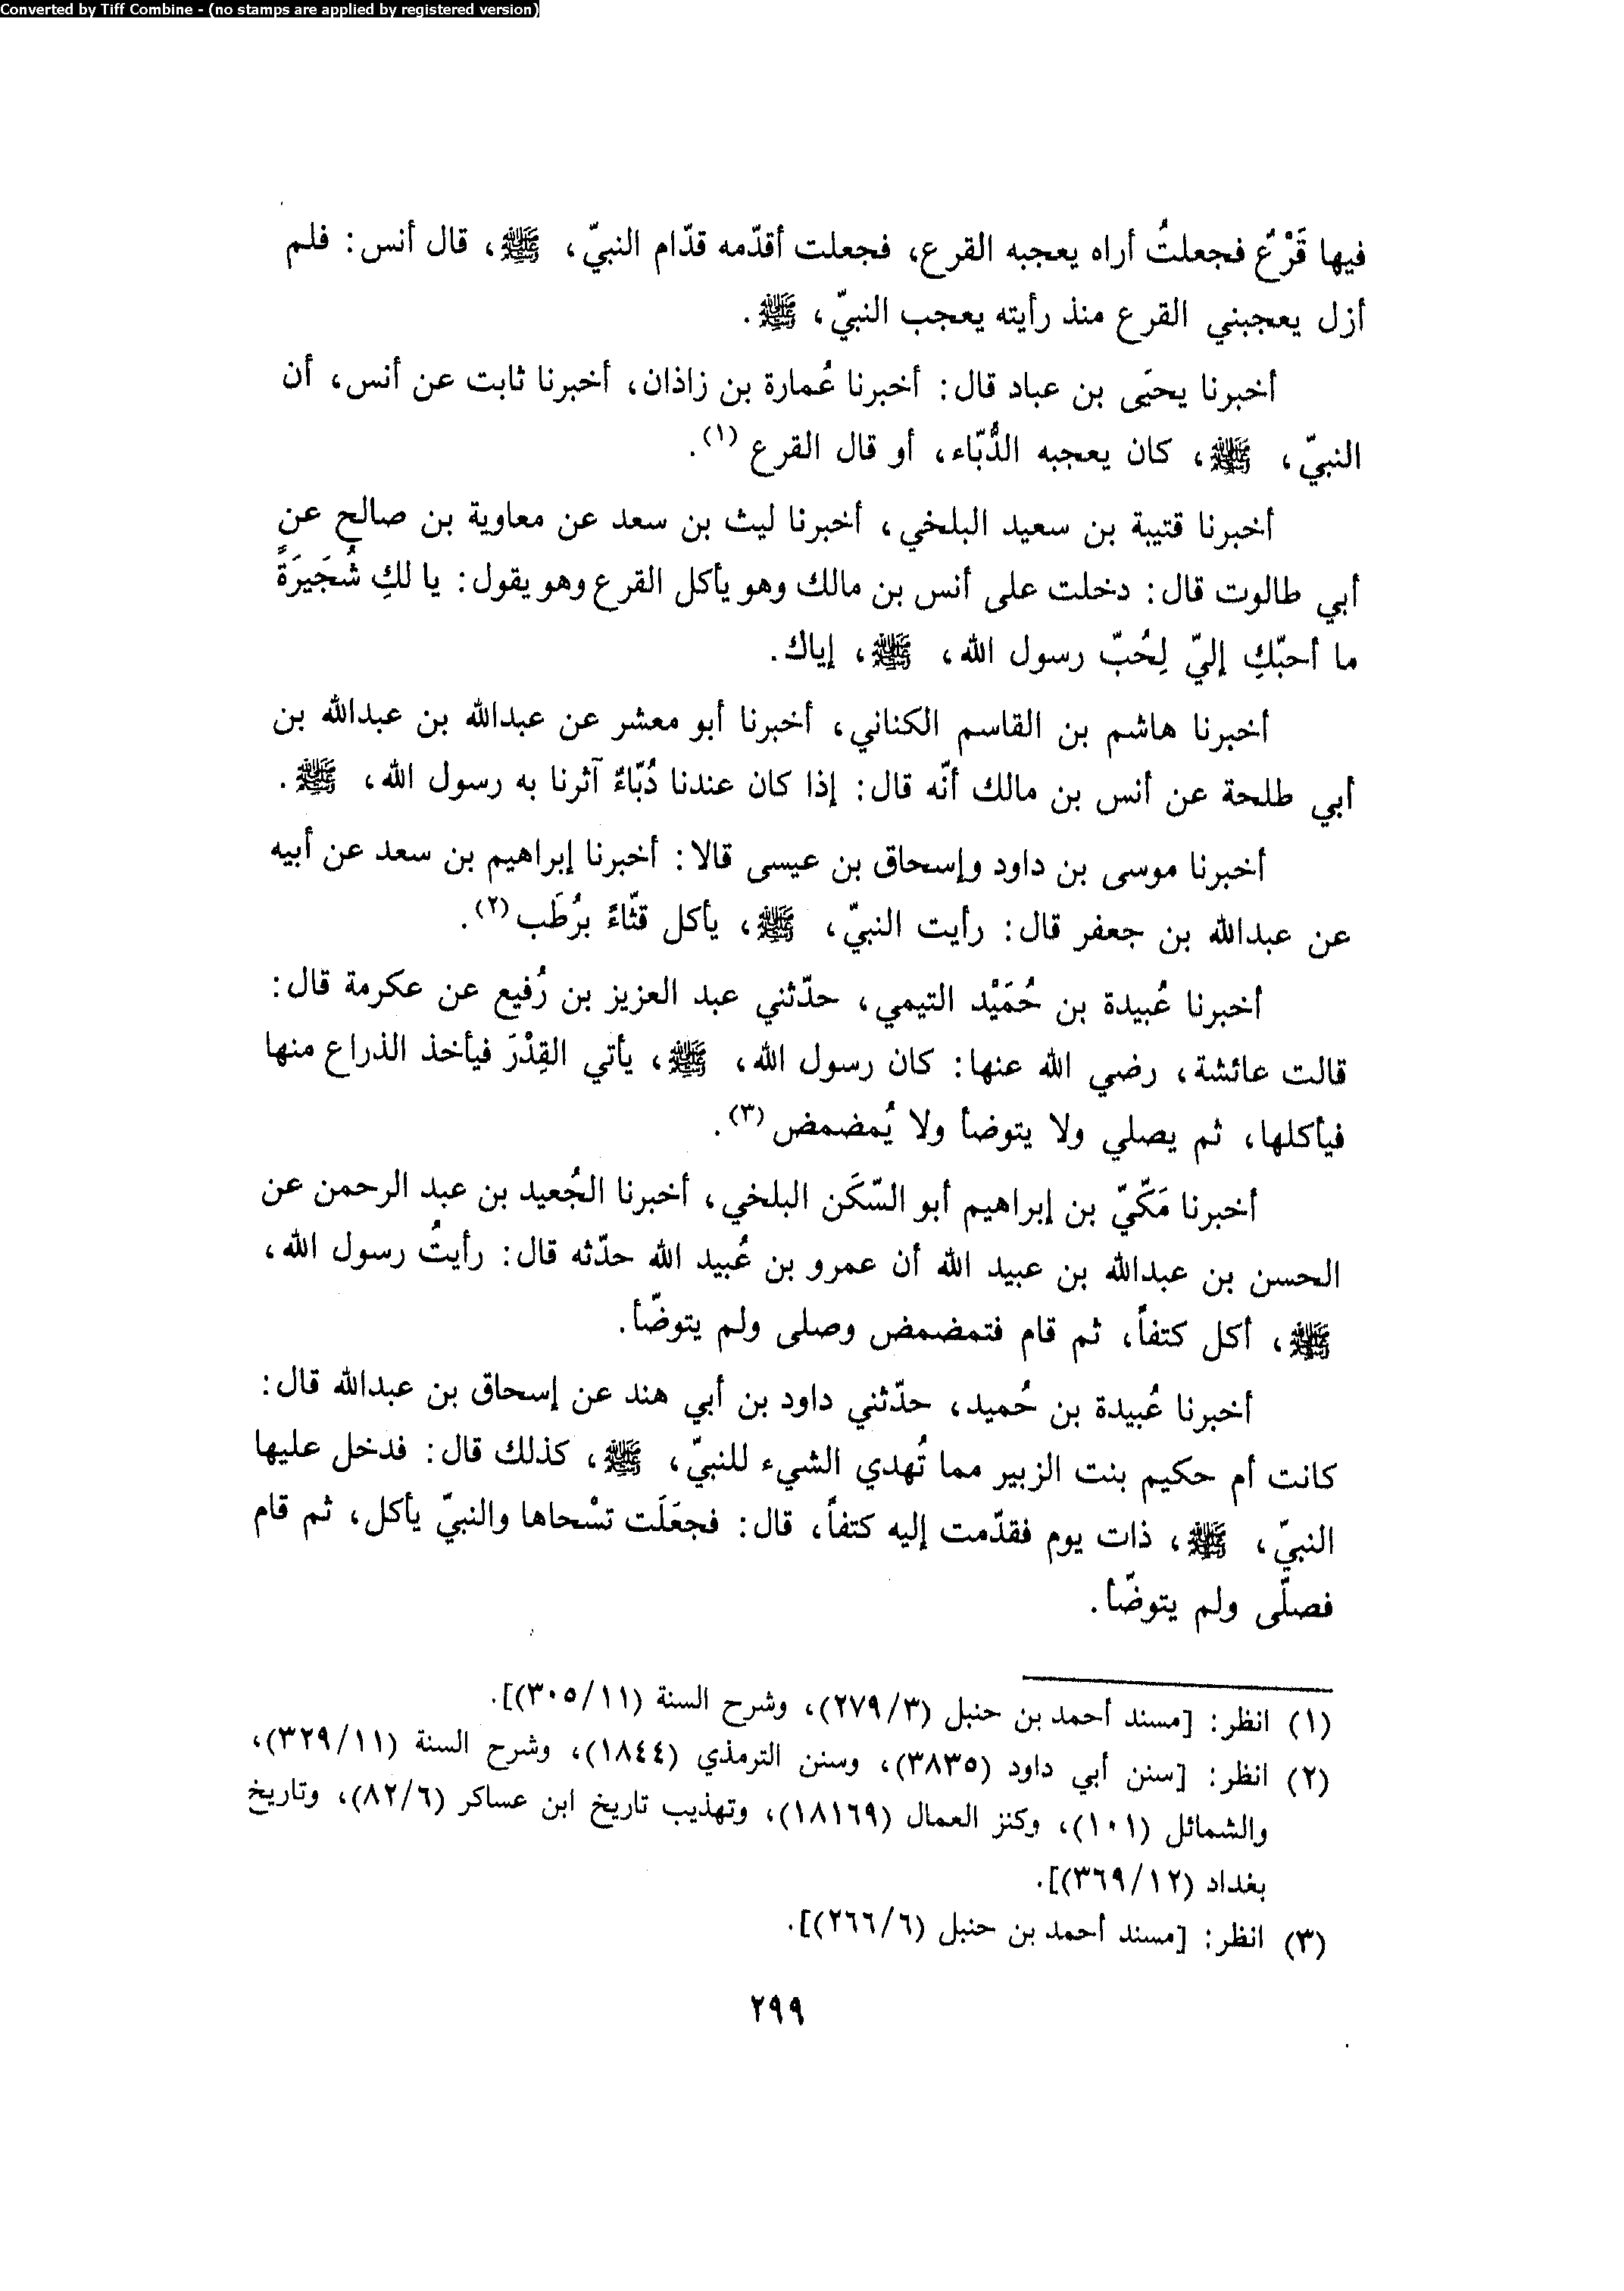 Converted by Tiff Combine - (no stamps are applied by registered version)
فيها قَرْعٌ فجعلتُ أراه يعجبه القرع، فجعلت أقدّمه قدّام النبيّ، ﷺ، قال أنس: فلم
أزل يعجبني القرع منذ رأيته يعجب النبيّ، ﷺ.
أخبرنا يحيَى بن عباد قال: أخبرنا عُمارة بن زاذان، أخبرنا ثابت عن أنس، أن
النبيّ، ﷺ، كان يعجبه الدُّبّاء، أو قال القرع (١).
أخبرنا قتيبة بن سعيد البلخي، أخبرنا ليث بن سعد عن معاوية بن صالح عن
أبي طالوت قال: دخلت على أنس بن مالك وهو يأكل القرع وهو يقول: يا لكِ شُجَيرَةً
ما أحبّكِ إليّ لِحُبّ رسول الله، ﷺ، إياك.
أخبرنا هاشم بن القاسم الكناني، أخبرنا أبو معشر عن عبدالله بن عبدالله بن
أبي طلحة عن أنس بن مالك أنّه قال: إذا كان عندنا دُبّاءٌ آثرنا به رسول الله، ﷺ.
أخبرنا موسى بن داود وإسحاق بن عيسى قالا: أخبرنا إبراهيم بن سعد عن أبيه
عن عبدالله بن جعفر قال: رأيت النبيّ، ﷺ، يأكل قثّاءً برُطَب (٢).
أخبرنا عُبيدة بن حُمَيْد التيمي، حدّثني عبد العزيز بن رُفيع عن عكرمة قال:
قالت عائشة، رضي الله عنها: كان رسول الله، ﷺ، يأتي القِدْرَ فيأخذ الذراع منها
فيأكلها، ثم يصلي ولا يتوضأ ولا يُمضمض (٣).
أخبرنا مَكّيّ بن إبراهيم أبو السّكَن البلخي، أخبرنا الجُعيد بن عبد الرحمن عن
الحسن بن عبدالله بن عبيد الله أن عمرو بن عُبيد الله حدّثه قال: رأيتُ رسول الله،
ﷺ، أكل كتفاً، ثم قام فتمضمض وصلى ولم يتوضّأ.
أخبرنا عُبيدة بن حُميد، حدّثني داود بن أبي هند عن إسحاق بن عبدالله قال:
كانت أم حكيم بنت الزبير مما تُهدي الشيء للنبيّ، ﷺ، كذلك قال: فدخل عليها
النبيّ، ﷺ، ذات يوم فقدّمت إليه كتفاً، قال: فجعَلَت تسْحاها والنبيّ يأكل، ثم قام
فصلّى ولم يتوضّأ.
(١) انظر: [مسند أحمد بن حنبل (٢٧٩/٣)، وشرح السنة (٣٠٥/١١)].
(٢) انظر: [سنن أبي داود (٣٨٣٥)، وسنن الترمذي (١٨٤٤)، وشرح السنة (٣٢٩/١١)،
والشمائل (١٠١)، وكنز العمال (١٨١٦٩)، وتهذيب تاريخ ابن عساكر (٨٢/٦)، وتاريخ
بغداد (٣٦٩/١٢)].
(٣) انظر: [مسند أحمد بن حنبل (٢٦٦/٦)].
٢٩٩